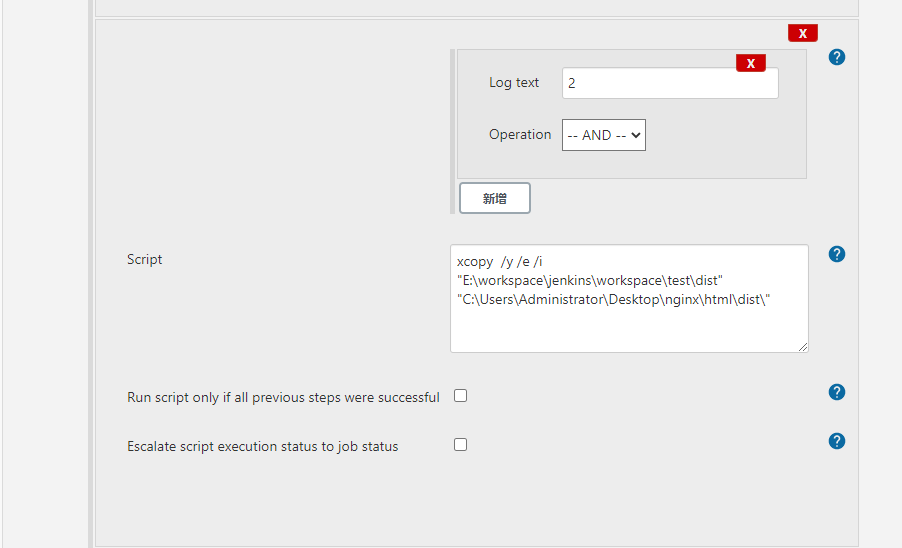 X
?
X
Log text 2
Operation -- AND --
新增
Script
?
xcopy  /y /e /i
"E:\workspace\jenkins\workspace\test\dist"
"C:\Users\Administrator\Desktop\nginx\html\dist\"
Run script only if all previous steps were successful
?
Escalate script execution status to job status
?